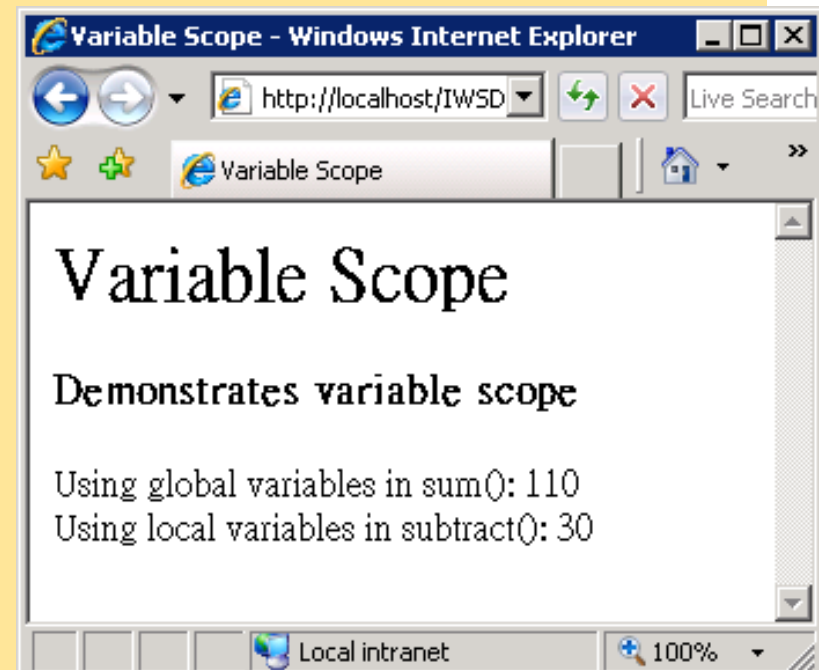 Variable Scope - Windows Internet Explorer
http://localhost/IWSD
Live Search
Variable Scope
»
Variable Scope
Demonstrates variable scope
Using global variables in sum(): 110
Using local variables in subtract(): 30
Local intranet
100%